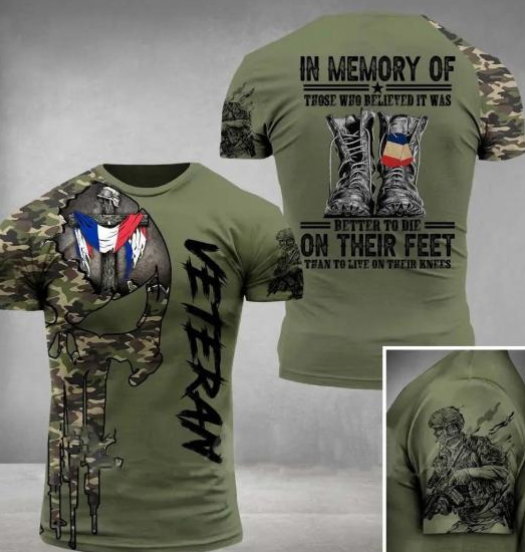 VETERAN
IN MEMORY OF
THOSE WHO BELIEVED IT WAS
BETTER TO DIE
ON THEIR FEET
THAN TO LIVE ON THEIR KNEES